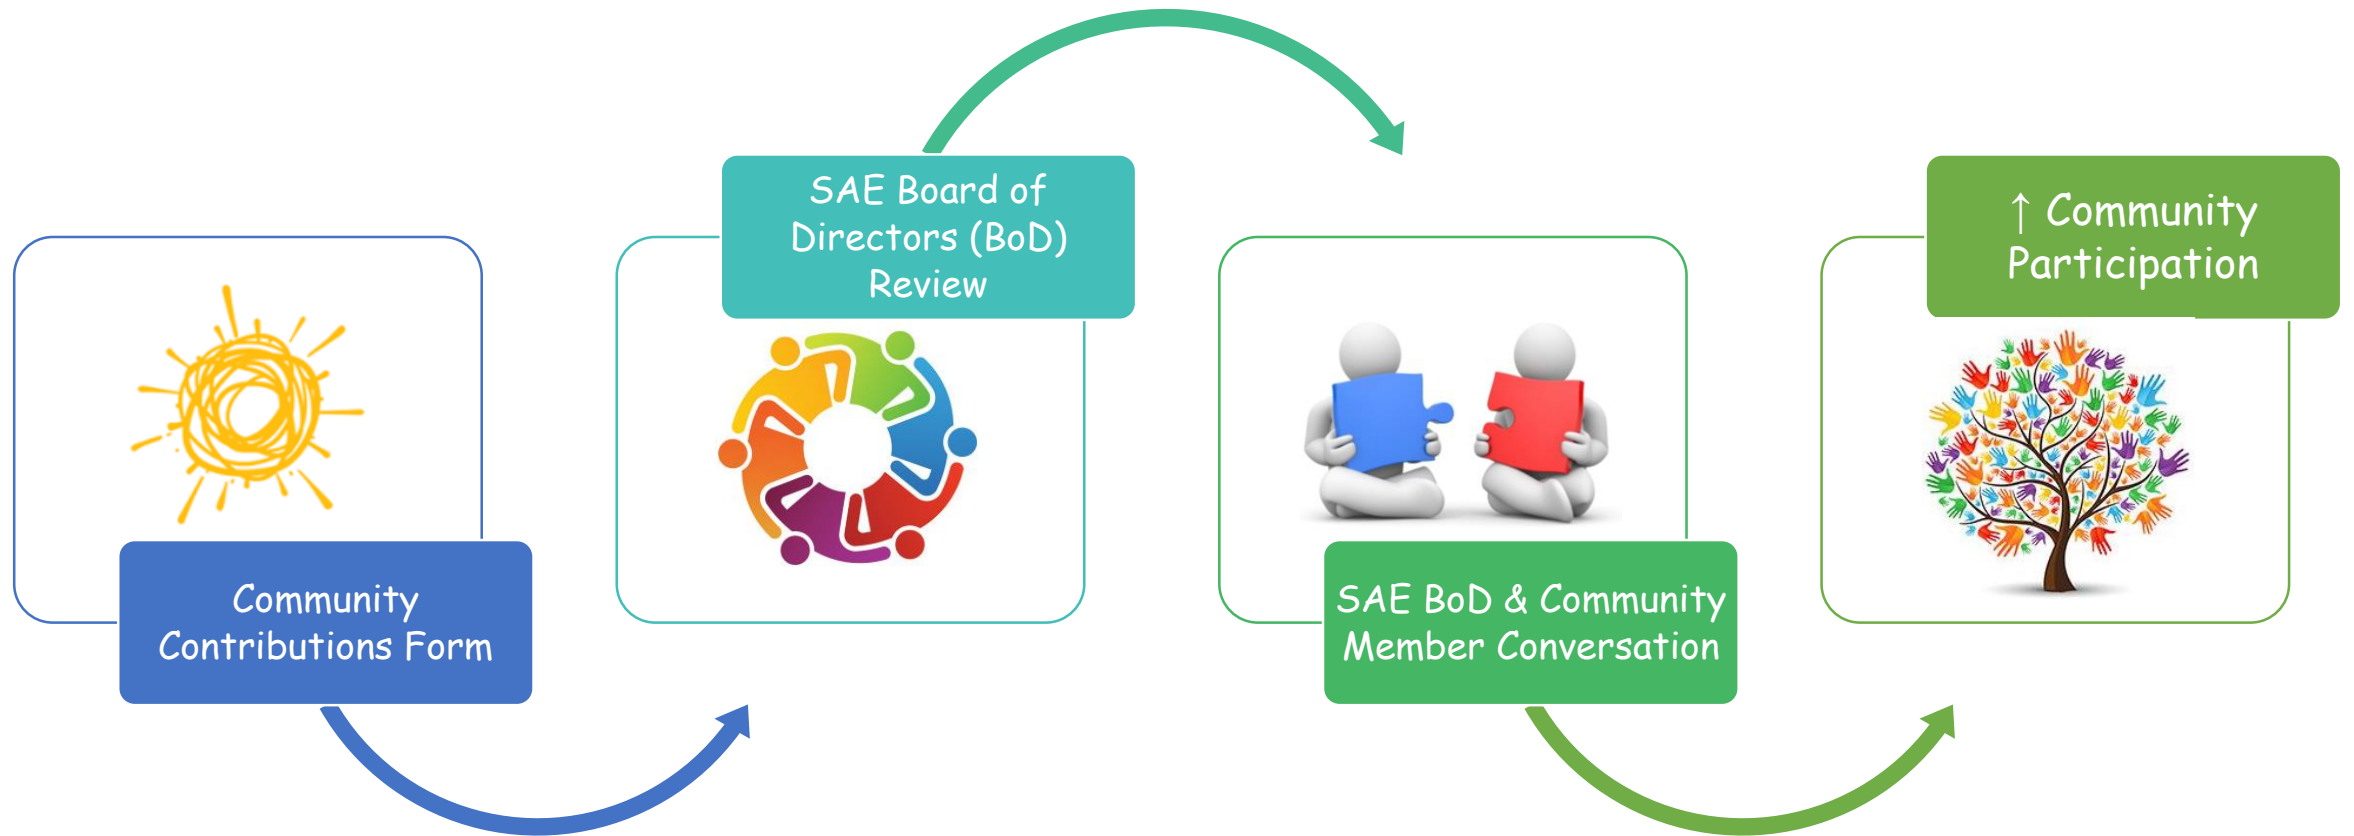 Community
Contributions Form
SAE Board of
Directors (BoD)
Review
SAE BoD & Community
Member Conversation
↑ Community
Participation